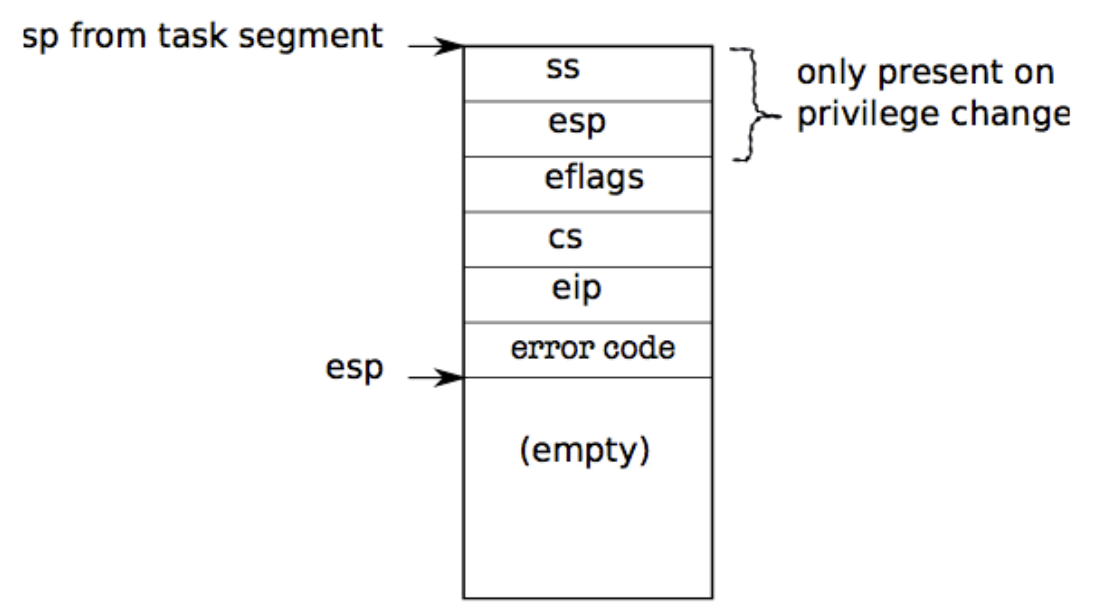 sp from task segment
ss
only present on
privilege change
esp
eflags
cs
eip
error code
esp
(empty)